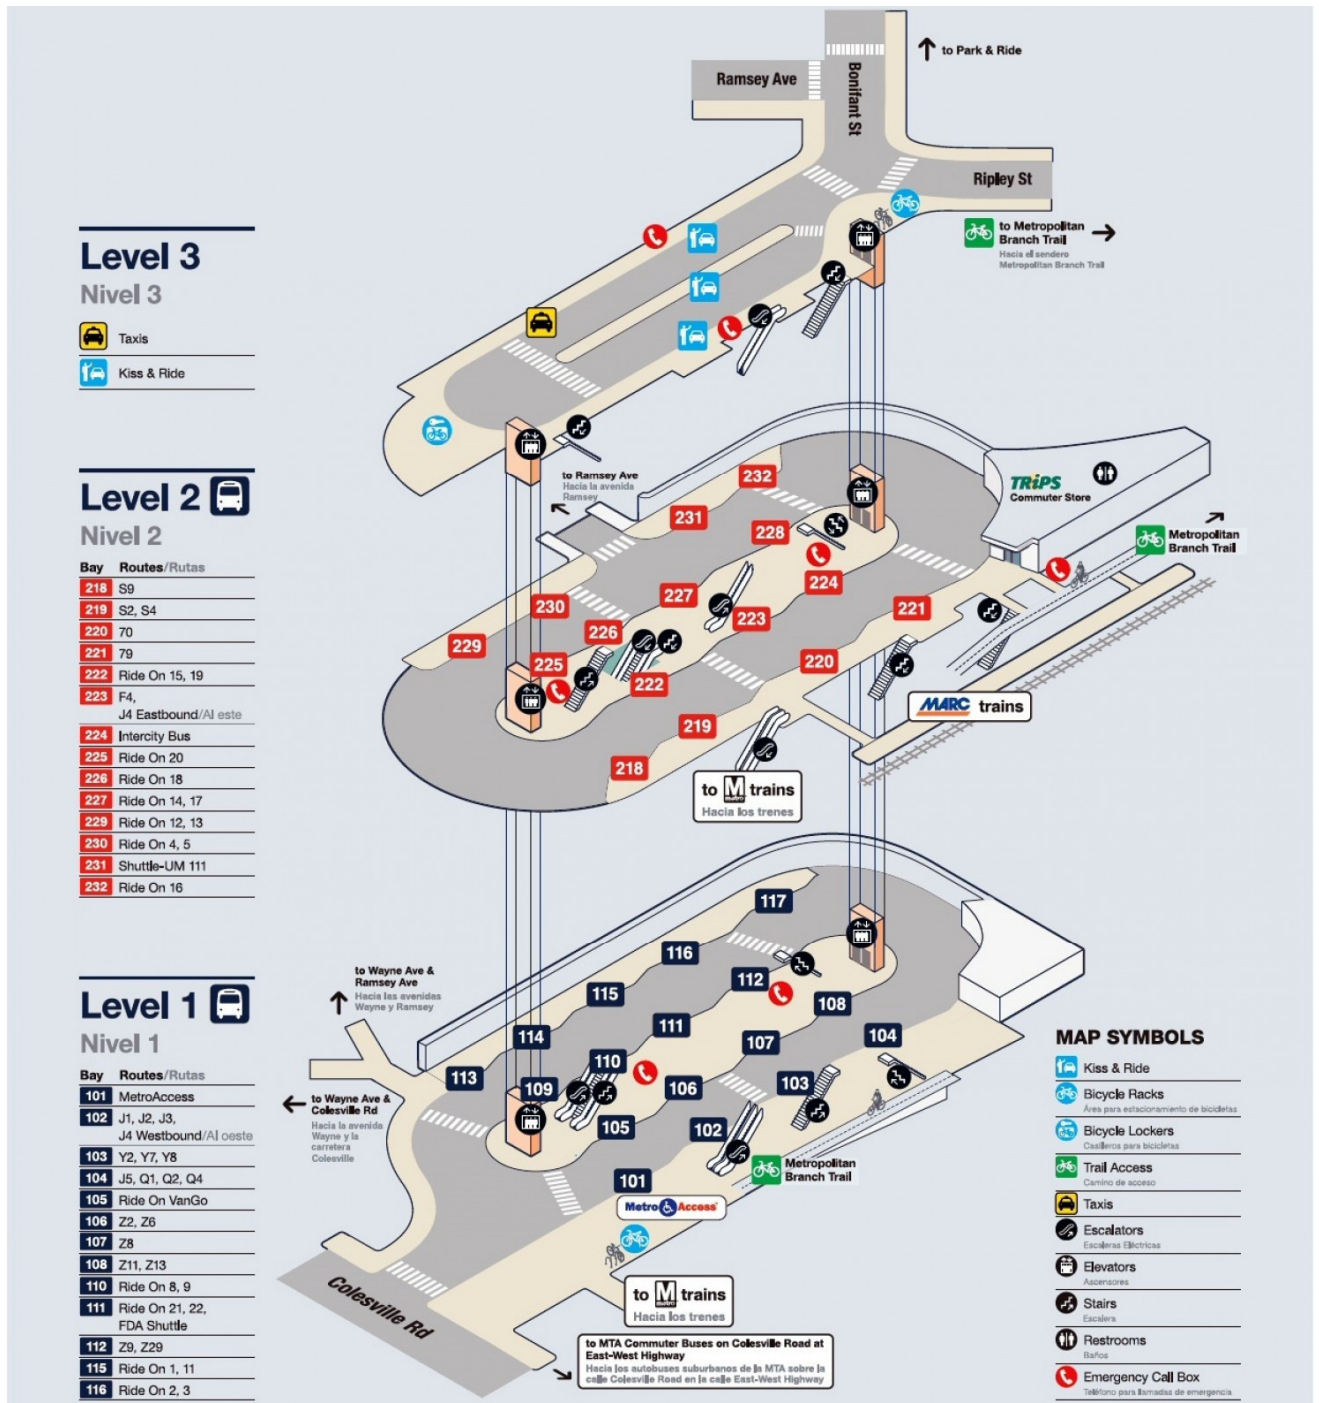 to Park & Ride
Ramsey Ave
Bonifant St
Ripley St
to Metropolitan
Branch Trail
Hacia el sendero
Metropolitan Branch Trail
Level 3
Nivel 3
Taxis
Kiss & Ride
to Ramsey Ave
Hacia la avenida
Ramsey
232
231
228
224
227
223
221
230
226
229
225
222
220
219
218
TRiPS
Commuter Store
Metropolitan
Branch Trail
MARC trains
to M trains
metro
Hacia los trenes
Level 2
Nivel 2
Bay Routes/Rutas
218 S9
219 S2, S4
220 70
221 79
222 Ride On 15, 19
223 F4,
J4 Eastbound/Al este
224 Intercity Bus
225 Ride On 20
226 Ride On 18
227 Ride On 14, 17
229 Ride On 12, 13
230 Ride On 4, 5
231 Shuttle-UM 111
232 Ride On 16
117
116
112
115
108
111
114
107
104
110
113
109
106
103
105
102
101
to Wayne Ave &
Ramsey Ave
Hacia las avenidas
Wayne y Ramsey
to Wayne Ave &
Colesville Rd
Hacia la avenida
Wayne y la
carretera
Colesville
Metropolitan
Branch Trail
Metro Access
Colesville Rd
to M trains
metro
Hacia los trenes
to MTA Commuter Buses on Colesville Road at
East-West Highway
Hacia los autobuses suburbanos de la MTA sobre la
calle Colesville Road en la calle East-West Highway
Level 1
Nivel 1
Bay Routes/Rutas
101 MetroAccess
102 J1, J2, J3,
J4 Westbound/Al oeste
103 Y2, Y7, Y8
104 J5, Q1, Q2, Q4
105 Ride On VanGo
106 Z2, Z6
107 Z8
108 Z11, Z13
110 Ride On 8, 9
111 Ride On 21, 22,
FDA Shuttle
112 Z9, Z29
115 Ride On 1, 11
116 Ride On 2, 3
MAP SYMBOLS
Kiss & Ride
Bicycle Racks
Área para estacionamiento de bicicletas
Bicycle Lockers
Casilleros para bicicletas
Trail Access
Camino de acceso
Taxis
Escalators
Escaleras Eléctricas
Elevators
Ascensores
Stairs
Escalera
Restrooms
Baños
Emergency Call Box
Teléfono para llamadas de emergencia